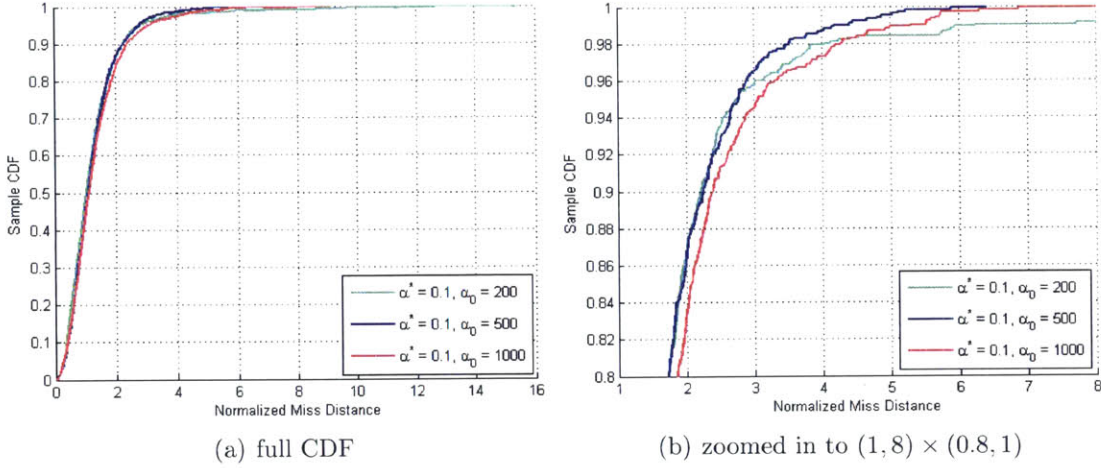 1
0.9
0.8
0.7
0.6
0.5
0.4
0.3
0.2
0.1
0
Sample CDF
0 2 4 6 8 10 12 14 16
Normalized Miss Distance
α* = 0.1, α₀ = 200
α* = 0.1, α₀ = 500
α* = 0.1, α₀ = 1000
(a) full CDF
1
0.98
0.96
0.94
0.92
0.9
0.88
0.86
0.84
0.82
0.8
Sample CDF
1 2 3 4 5 6 7 8
Normalized Miss Distance
α* = 0.1, α₀ = 200
α* = 0.1, α₀ = 500
α* = 0.1, α₀ = 1000
(b) zoomed in to (1, 8) × (0.8, 1)